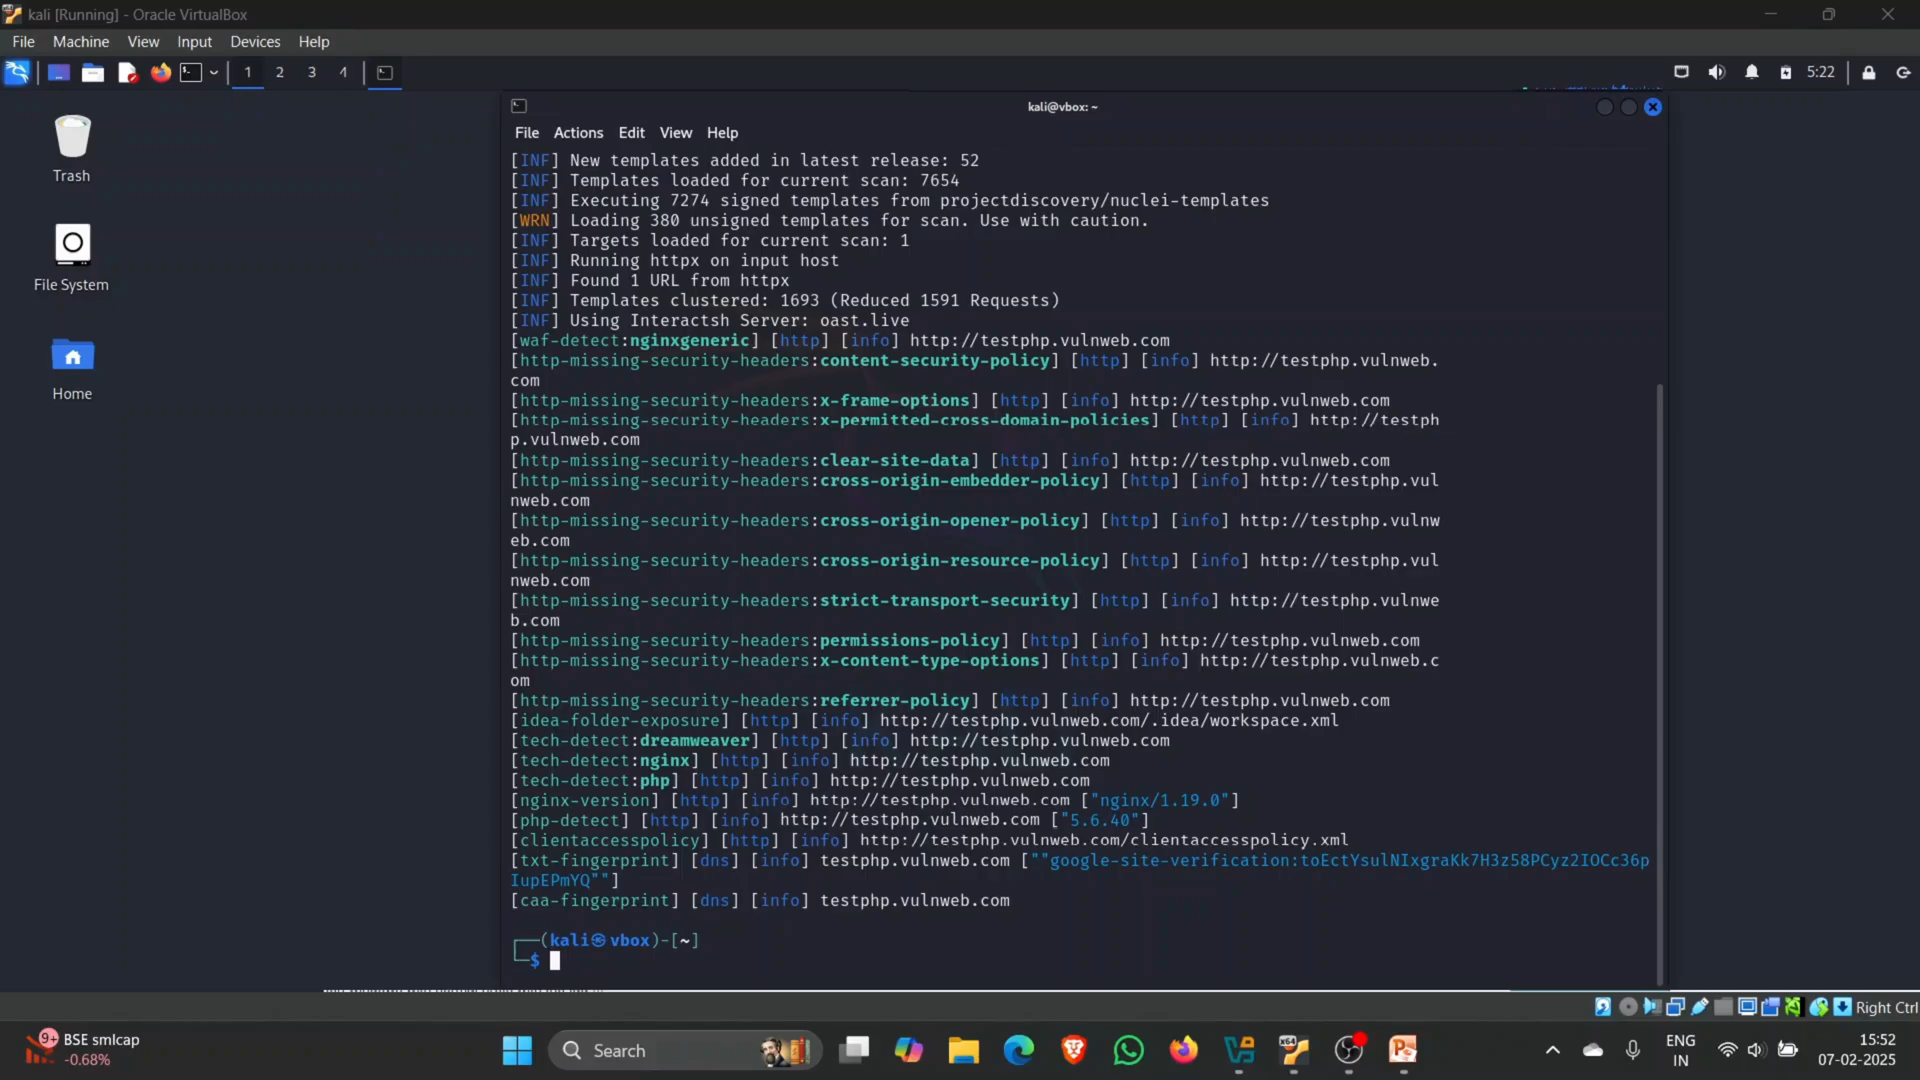 kali [Running] - Oracle VirtualBox
File Machine View Input Devices Help
1 2 3 4
5:22
Trash
File System
Home
kali@vbox: ~
File Actions Edit View Help
[INF] New templates added in latest release: 52
[INF] Templates loaded for current scan: 7654
[INF] Executing 7274 signed templates from projectdiscovery/nuclei-templates
[WRN] Loading 380 unsigned templates for scan. Use with caution.
[INF] Targets loaded for current scan: 1
[INF] Running httpx on input host
[INF] Found 1 URL from httpx
[INF] Templates clustered: 1693 (Reduced 1591 Requests)
[INF] Using Interactsh Server: oast.live
[waf-detect:nginxgeneric] [http] [info] http://testphp.vulnweb.com
[http-missing-security-headers:content-security-policy] [http] [info] http://testphp.vulnweb.
com
[http-missing-security-headers:x-frame-options] [http] [info] http://testphp.vulnweb.com
[http-missing-security-headers:x-permitted-cross-domain-policies] [http] [info] http://testph
p.vulnweb.com
[http-missing-security-headers:clear-site-data] [http] [info] http://testphp.vulnweb.com
[http-missing-security-headers:cross-origin-embedder-policy] [http] [info] http://testphp.vul
nweb.com
[http-missing-security-headers:cross-origin-opener-policy] [http] [info] http://testphp.vulnw
eb.com
[http-missing-security-headers:cross-origin-resource-policy] [http] [info] http://testphp.vul
nweb.com
[http-missing-security-headers:strict-transport-security] [http] [info] http://testphp.vulnwe
b.com
[http-missing-security-headers:permissions-policy] [http] [info] http://testphp.vulnweb.com
[http-missing-security-headers:x-content-type-options] [http] [info] http://testphp.vulnweb.c
om
[http-missing-security-headers:referrer-policy] [http] [info] http://testphp.vulnweb.com
[idea-folder-exposure] [http] [info] http://testphp.vulnweb.com/.idea/workspace.xml
[tech-detect:dreamweaver] [http] [info] http://testphp.vulnweb.com
[tech-detect:nginx] [http] [info] http://testphp.vulnweb.com
[tech-detect:php] [http] [info] http://testphp.vulnweb.com
[nginx-version] [http] [info] http://testphp.vulnweb.com ["nginx/1.19.0"]
[php-detect] [http] [info] http://testphp.vulnweb.com ["5.6.40"]
[clientaccesspolicy] [http] [info] http://testphp.vulnweb.com/clientaccesspolicy.xml
[txt-fingerprint] [dns] [info] testphp.vulnweb.com [""google-site-verification:toEctYsulNIxgraKk7H3z58PCyz2IOCc36p
IupEPmYQ""]
[caa-fingerprint] [dns] [info] testphp.vulnweb.com
(kali㉿vbox)-[~]
$
Right Ctrl
9+
BSE smlcap
-0.68%
Search
ENG
IN
15:52
07-02-2025